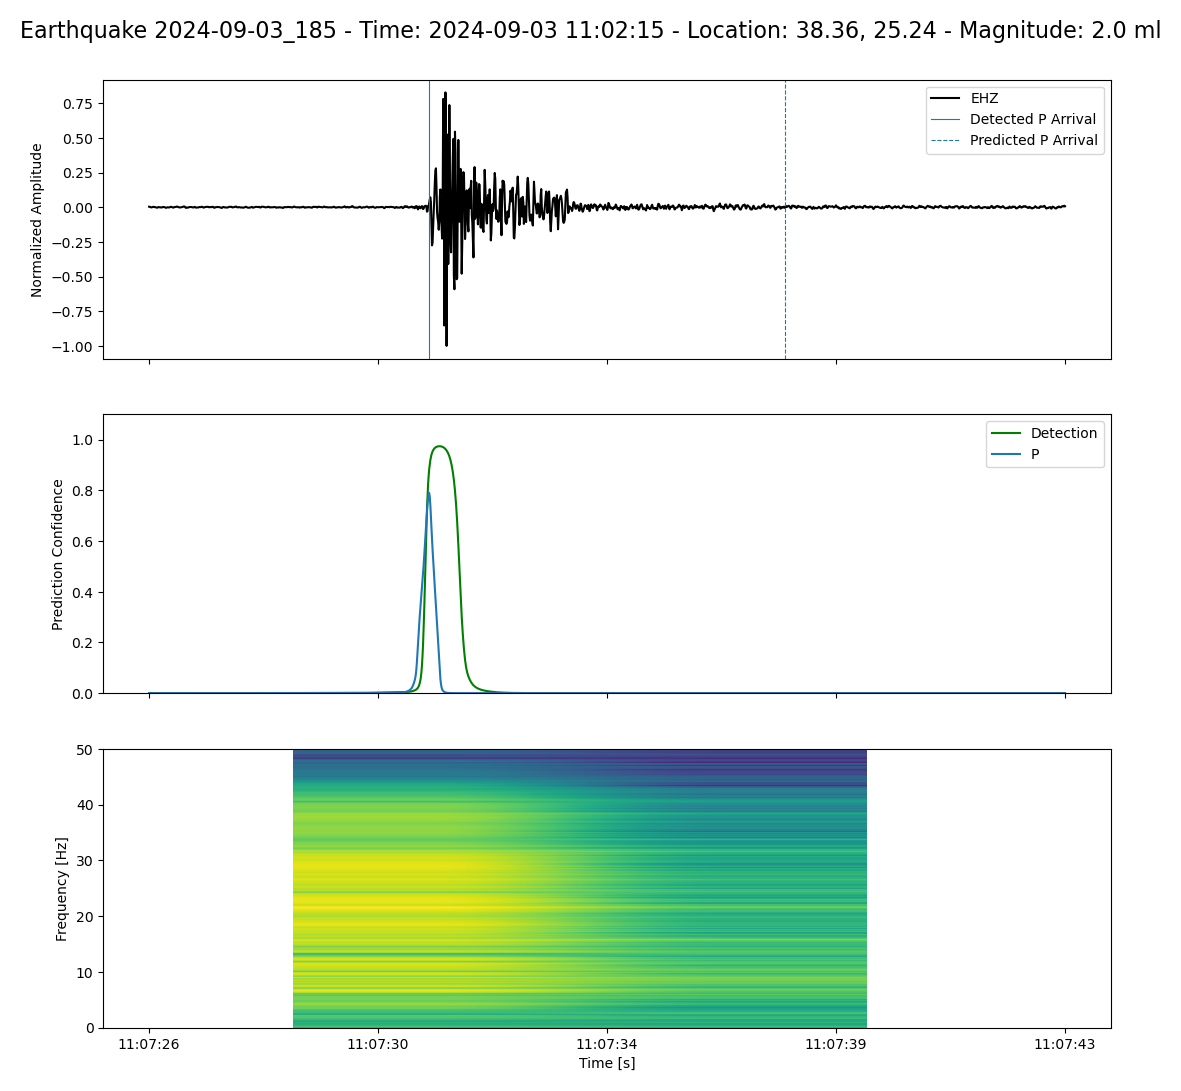 Earthquake 2024-09-03_185 - Time: 2024-09-03 11:02:15 - Location: 38.36, 25.24 - Magnitude: 2.0 ml
EHZ
Detected P Arrival
Predicted P Arrival
Normalized Amplitude
0.75
0.50
0.25
0.00
−0.25
−0.50
−0.75
−1.00
Detection
P
Prediction Confidence
1.0
0.8
0.6
0.4
0.2
0.0
Frequency [Hz]
50
40
30
20
10
0
11:07:26
11:07:30
11:07:34
11:07:39
11:07:43
Time [s]